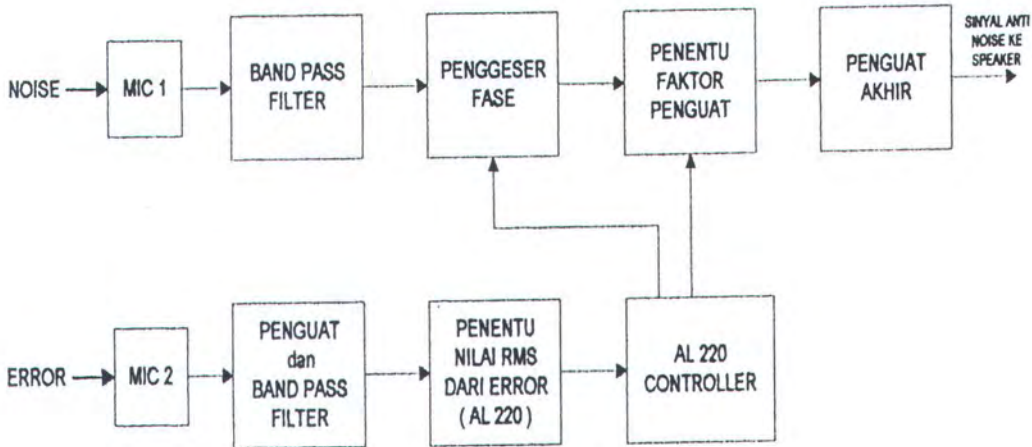 NOISE
MIC 1
BAND PASS
FILTER
PENGGESER
FASE
PENENTU
FAKTOR
PENGUAT
PENGUAT
AKHIR
SINYAL ANTI
NOISE KE
SPEAKER
ERROR
MIC 2
PENGUAT
dan
BAND PASS
FILTER
PENENTU
NILAI RMS
DARI ERROR
( AL 220 )
AL 220
CONTROLLER